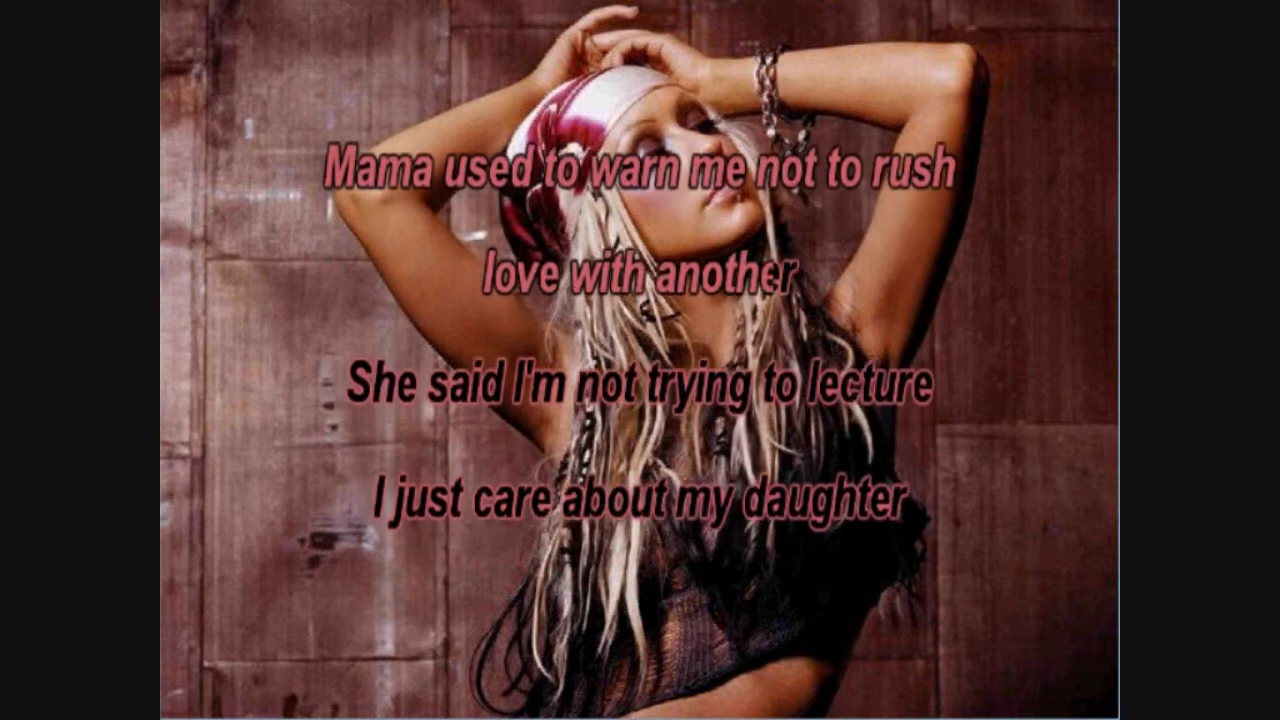 Mama used to warn me not to rush
love with another
She said I'm not trying to lecture
I just care about my daughter